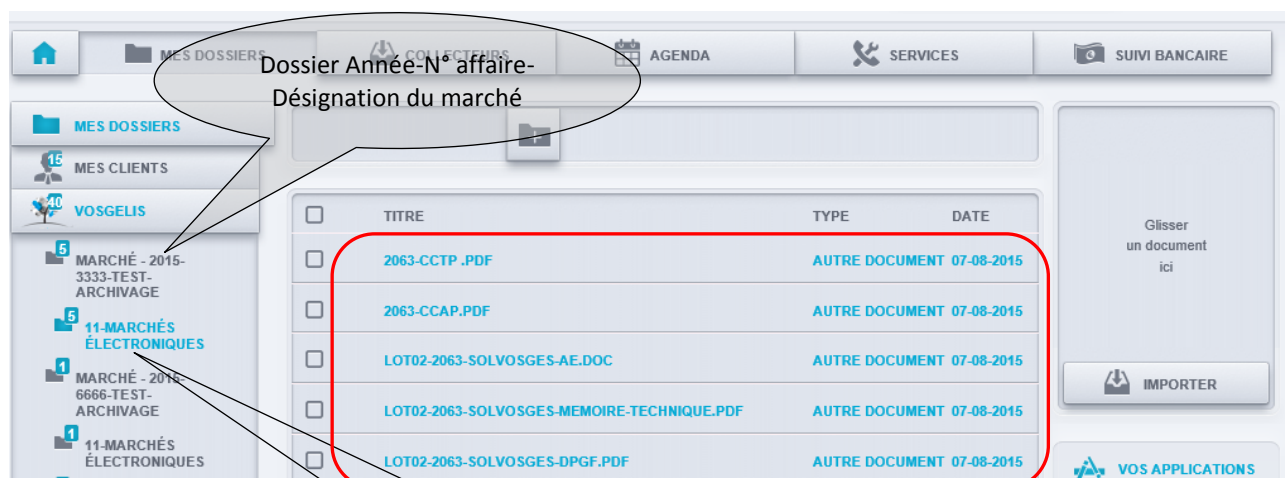 MES DOSSIERS
COLLECTEURS
AGENDA
SERVICES
SUIVI BANCAIRE
Dossier Année-N° affaire-
Désignation du marché
MES DOSSIERS
15
MES CLIENTS
40
VOSGELIS
5
MARCHÉ - 2015-
3333-TEST-
ARCHIVAGE
5
11-MARCHÉS
ÉLECTRONIQUES
1
MARCHÉ - 2015-
6666-TEST-
ARCHIVAGE
1
11-MARCHÉS
ÉLECTRONIQUES
TITRE TYPE DATE
2063-CCTP .PDF AUTRE DOCUMENT 07-08-2015
2063-CCAP.PDF AUTRE DOCUMENT 07-08-2015
LOT02-2063-SOLVOSGES-AE.DOC AUTRE DOCUMENT 07-08-2015
LOT02-2063-SOLVOSGES-MEMOIRE-TECHNIQUE.PDF AUTRE DOCUMENT 07-08-2015
LOT02-2063-SOLVOSGES-DPGF.PDF AUTRE DOCUMENT 07-08-2015
Glisser
un document
ici
IMPORTER
VOS APPLICATIONS